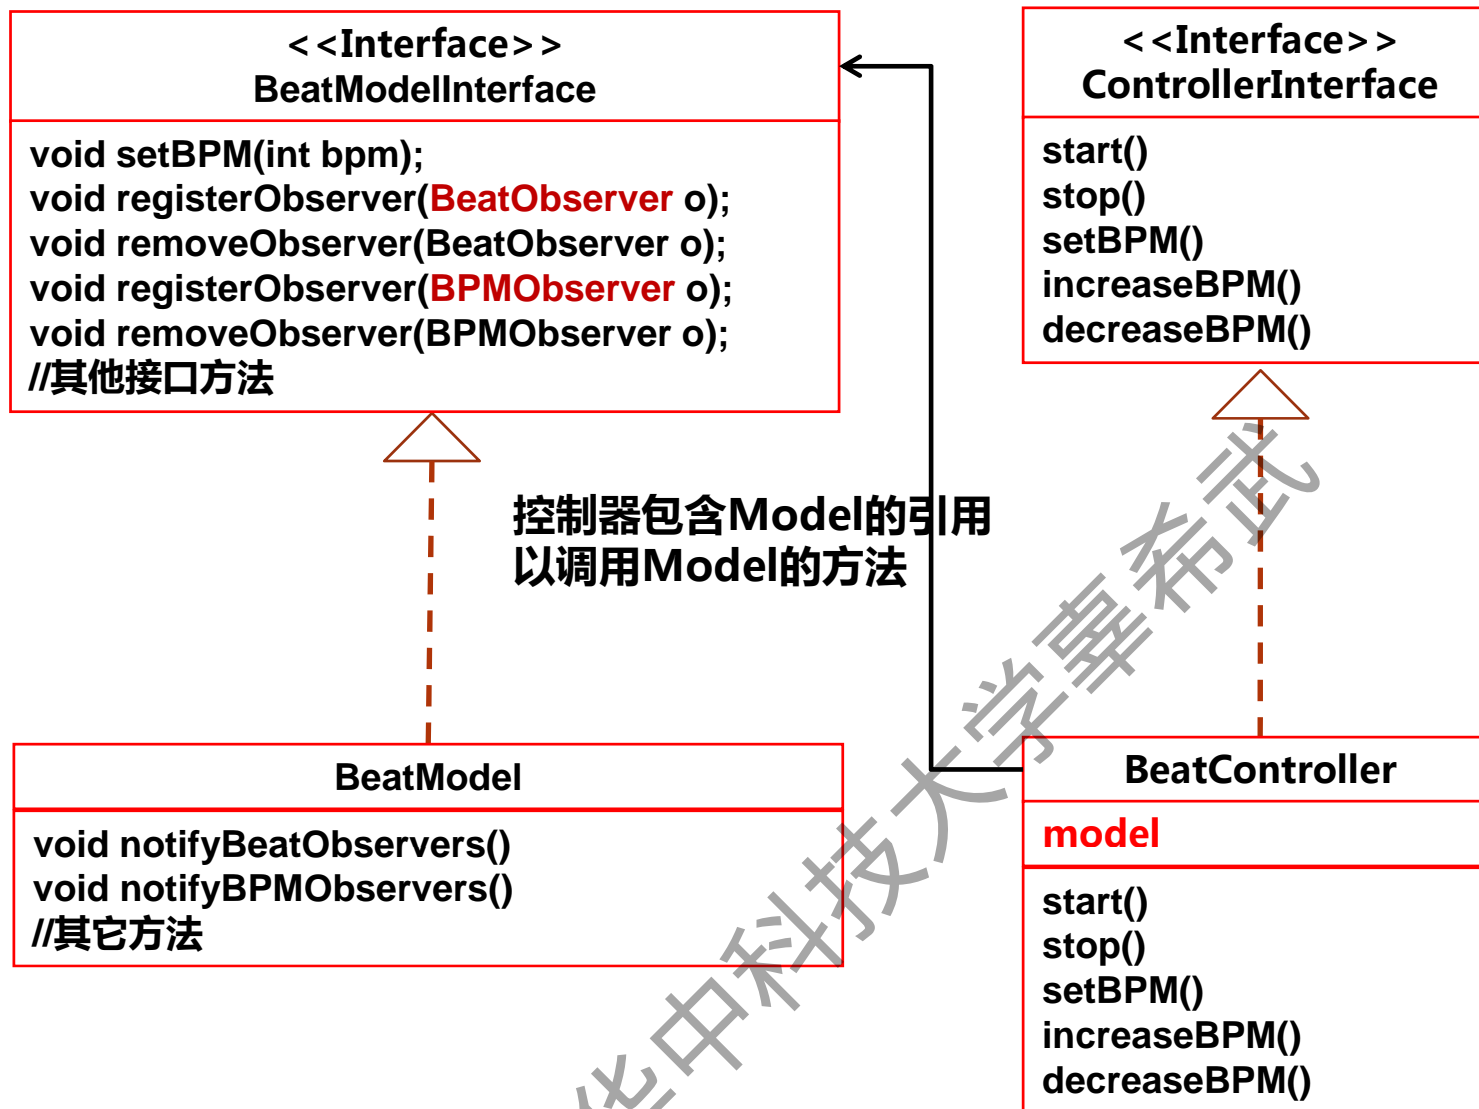 <<Interface>>
BeatModelInterface
void setBPM(int bpm);
void registerObserver(BeatObserver o);
void removeObserver(BeatObserver o);
void registerObserver(BPMObserver o);
void removeObserver(BPMObserver o);
//其他接口方法
<<Interface>>
ControllerInterface
start()
stop()
setBPM()
increaseBPM()
decreaseBPM()
控制器包含Model的引用
以调用Model的方法
BeatModel
void notifyBeatObservers()
void notifyBPMObservers()
//其它方法
BeatController
model
start()
stop()
setBPM()
increaseBPM()
decreaseBPM()
华中科技大学辜希武